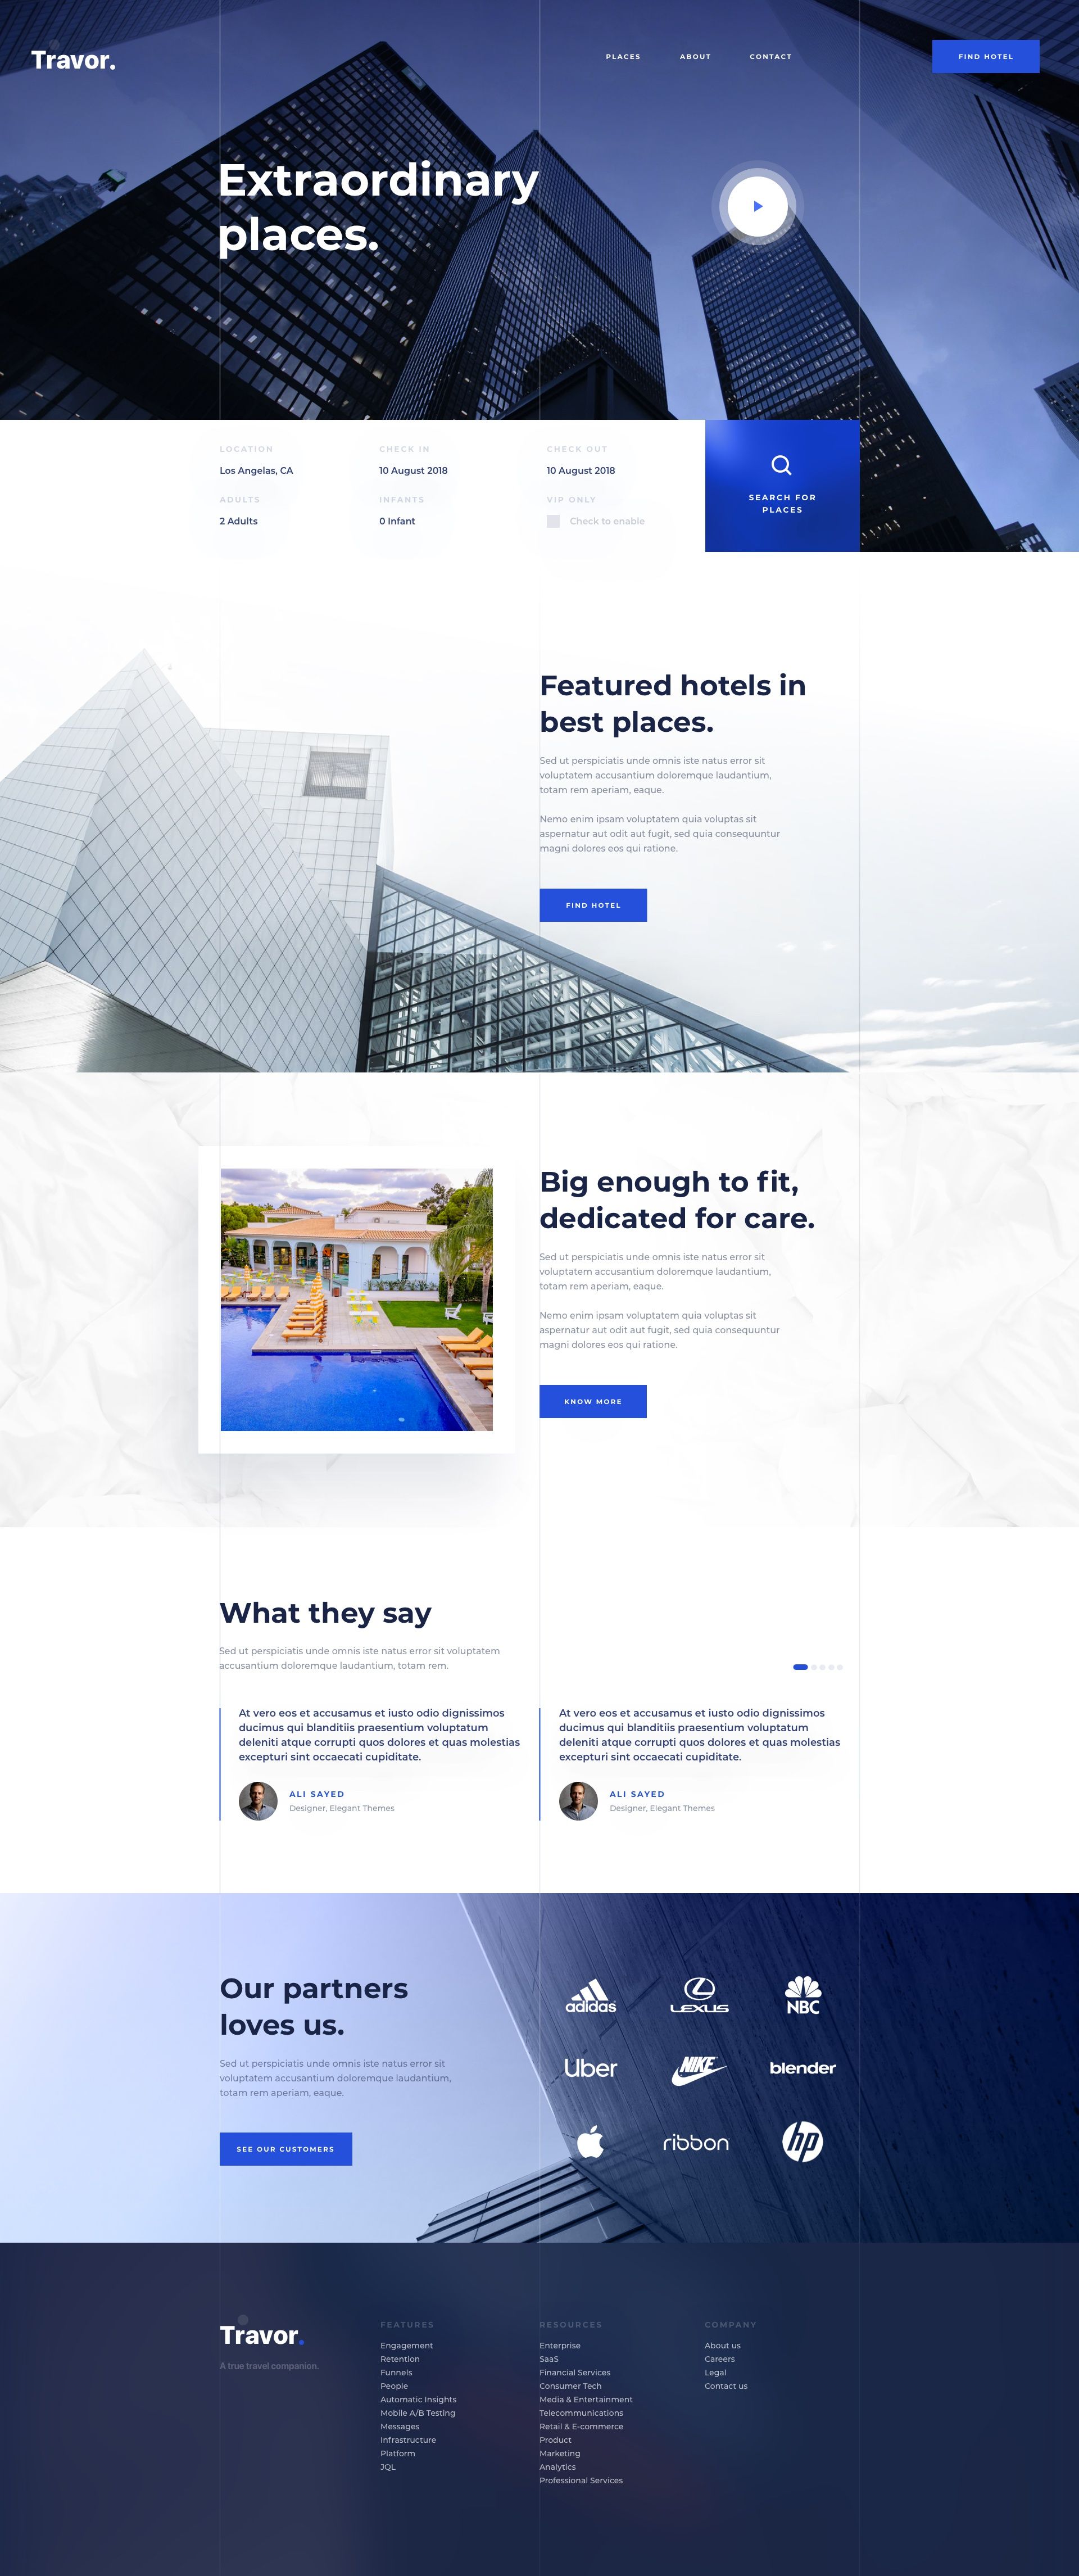 Travor.
PLACES
ABOUT
CONTACT
FIND HOTEL
Extraordinary
places.
LOCATION
Los Angelas, CA
CHECK IN
10 August 2018
CHECK OUT
10 August 2018
ADULTS
2 Adults
INFANTS
0 Infant
VIP ONLY
Check to enable
SEARCH FOR
PLACES
Featured hotels in
best places.
Sed ut perspiciatis unde omnis iste natus error sit
voluptatem accusantium doloremque laudantium,
totam rem aperiam, eaque.
Nemo enim ipsam voluptatem quia voluptas sit
aspernatur aut odit aut fugit, sed quia consequuntur
magni dolores eos qui ratione.
FIND HOTEL
Big enough to fit,
dedicated for care.
Sed ut perspiciatis unde omnis iste natus error sit
voluptatem accusantium doloremque laudantium,
totam rem aperiam, eaque.
Nemo enim ipsam voluptatem quia voluptas sit
aspernatur aut odit aut fugit, sed quia consequuntur
magni dolores eos qui ratione.
KNOW MORE
What they say
Sed ut perspiciatis unde omnis iste natus error sit voluptatem
accusantium doloremque laudantium, totam rem.
At vero eos et accusamus et iusto odio dignissimos
ducimus qui blanditiis praesentium voluptatum
deleniti atque corrupti quos dolores et quas molestias
excepturi sint occaecati cupiditate.
ALI SAYED
Designer, Elegant Themes
At vero eos et accusamus et iusto odio dignissimos
ducimus qui blanditiis praesentium voluptatum
deleniti atque corrupti quos dolores et quas molestias
excepturi sint occaecati cupiditate.
ALI SAYED
Designer, Elegant Themes
Our partners
loves us.
Sed ut perspiciatis unde omnis iste natus error sit
voluptatem accusantium doloremque laudantium,
totam rem aperiam, eaque.
SEE OUR CUSTOMERS
adidas
LEXUS
NBC
Uber
NIKE
blender
ribbon
hp
Travor.
A true travel companion.
FEATURES
Engagement
Retention
Funnels
People
Automatic Insights
Mobile A/B Testing
Messages
Infrastructure
Platform
JQL
RESOURCES
Enterprise
SaaS
Financial Services
Consumer Tech
Media & Entertainment
Telecommunications
Retail & E-commerce
Product
Marketing
Analytics
Professional Services
COMPANY
About us
Careers
Legal
Contact us